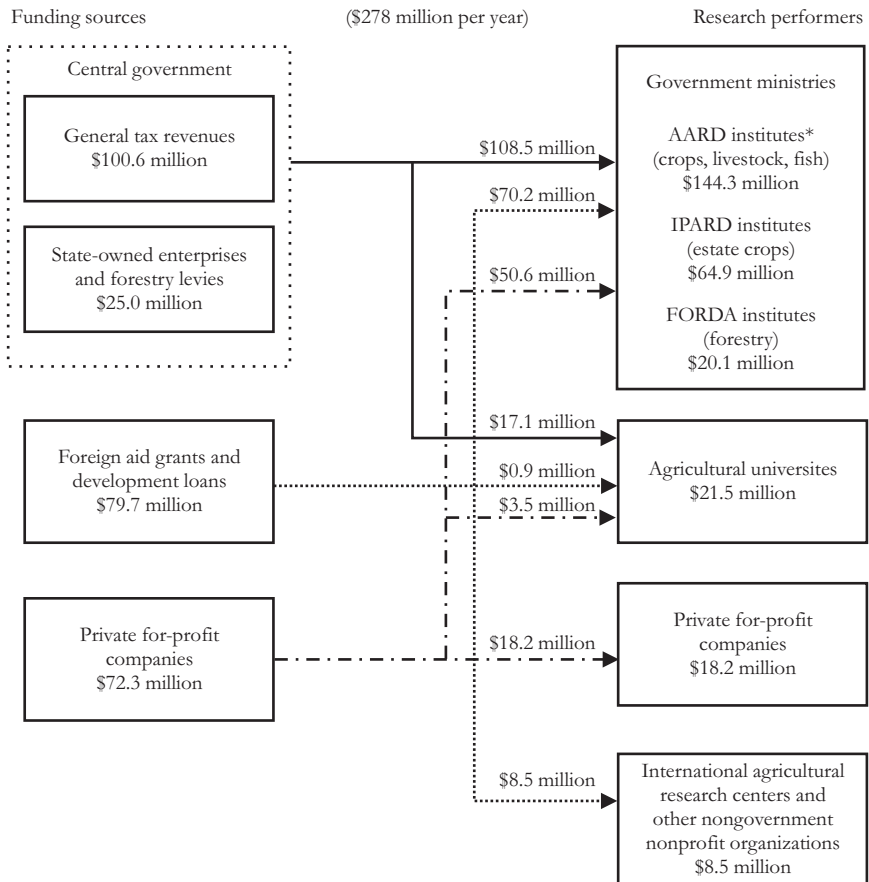 Funding sources
($278 million per year)
Research performers
Central government
General tax revenues
$100.6 million
State-owned enterprises
and forestry levies
$25.0 million
Foreign aid grants and
development loans
$79.7 million
Private for-profit
companies
$72.3 million
$108.5 million
$70.2 million
$50.6 million
$17.1 million
$0.9 million
$3.5 million
$18.2 million
$8.5 million
Government ministries
AARD institutes*
(crops, livestock, fish)
$144.3 million
IPARD institutes
(estate crops)
$64.9 million
FORDA institutes
(forestry)
$20.1 million
Agricultural universites
$21.5 million
Private for-profit
companies
$18.2 million
International agricultural
research centers and
other nongovernment
nonprofit organizations
$8.5 million